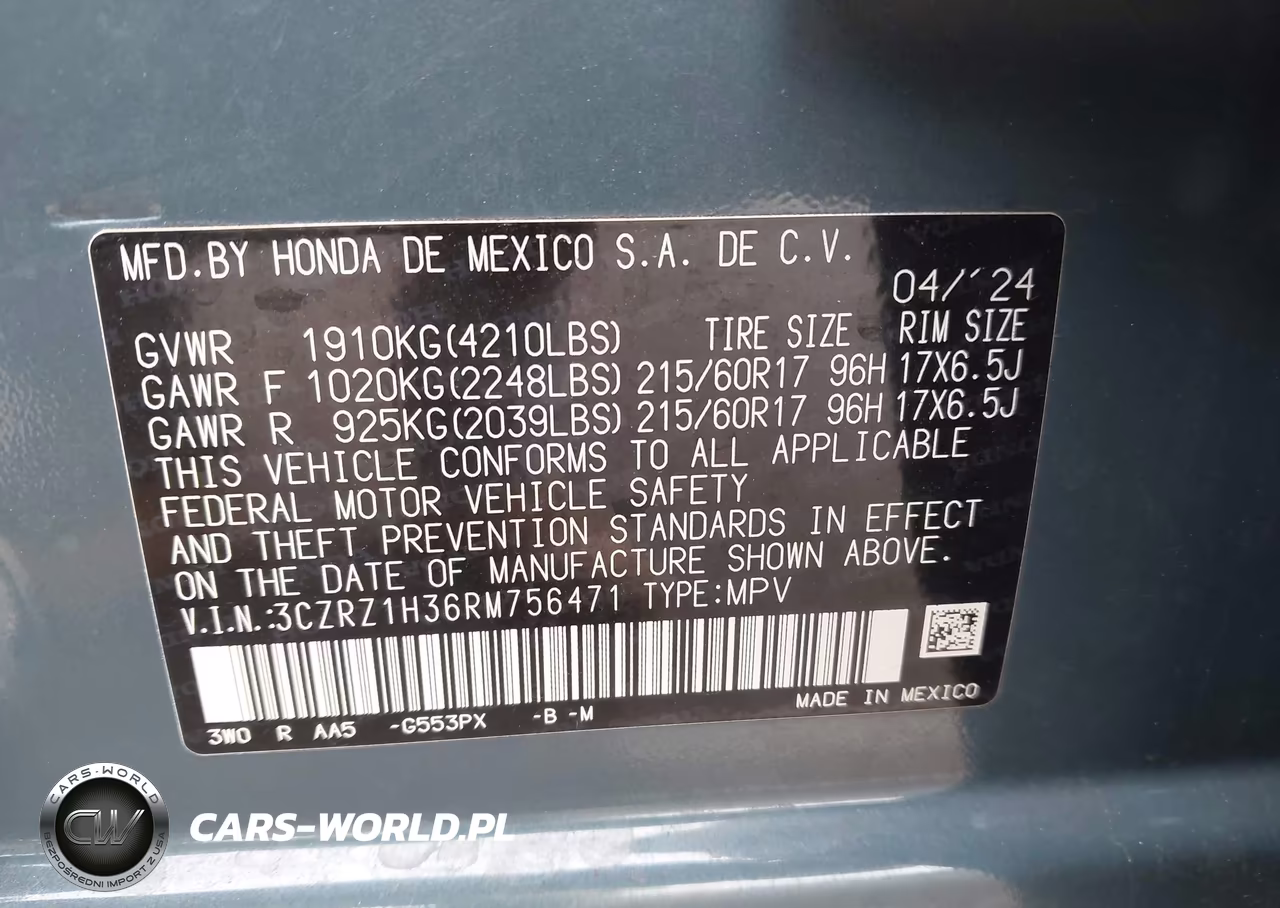 MFD.BY HONDA DE MEXICO S.A. DE C.V.
04/´24
GVWR 1910KG(4210LBS) TIRE SIZE RIM SIZE
GAWR F 1020KG(2248LBS) 215/60R17 96H 17X6.5J
GAWR R 925KG(2039LBS) 215/60R17 96H 17X6.5J
THIS VEHICLE CONFORMS TO ALL APPLICABLE
FEDERAL MOTOR VEHICLE SAFETY
AND THEFT PREVENTION STANDARDS IN EFFECT
ON THE DATE OF MANUFACTURE SHOWN ABOVE.
V.I.N.:3CZRZ1H36RM756471 TYPE:MPV
MADE IN MEXICO
3W0 R AA5 -G553PX -B -M
CARS-WORLD
CW
BEZPOŚREDNI IMPORT Z USA
CARS-WORLD.PL